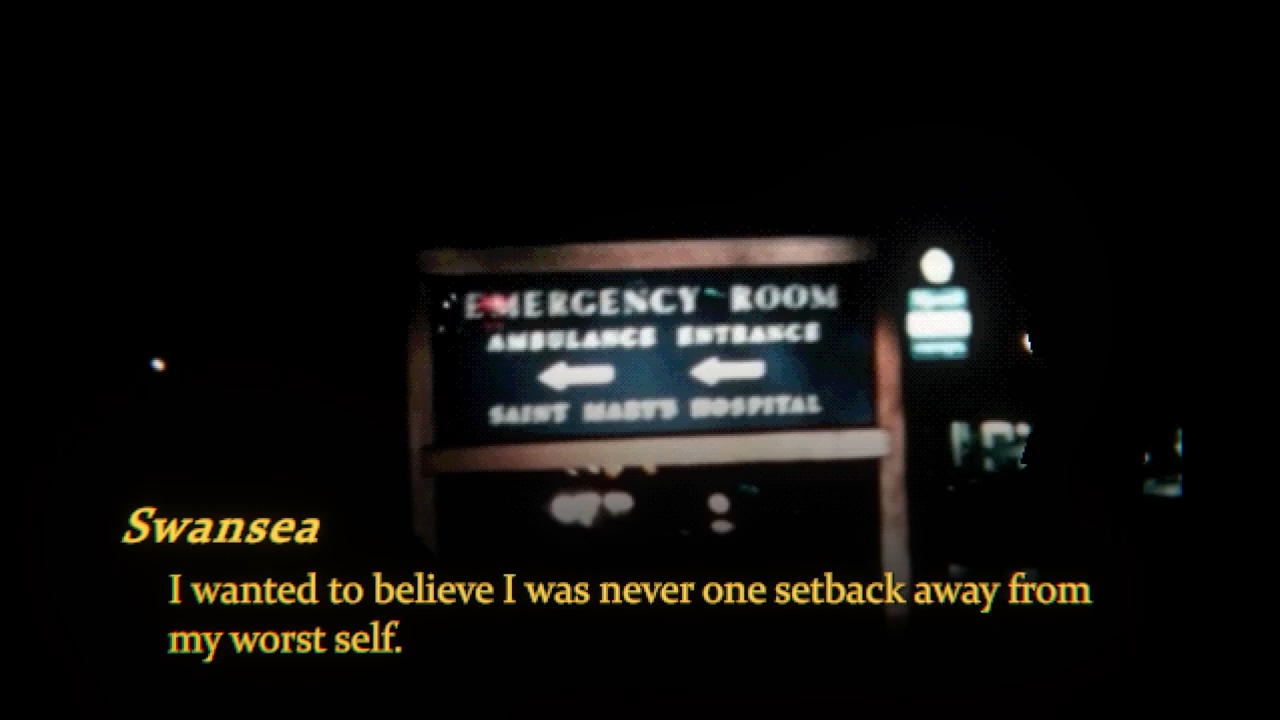 EMERGENCY ROOM
AMBULANCE ENTRANCE
SAINT MARY'S HOSPITAL
Swansea
I wanted to believe I was never one setback away from
my worst self.